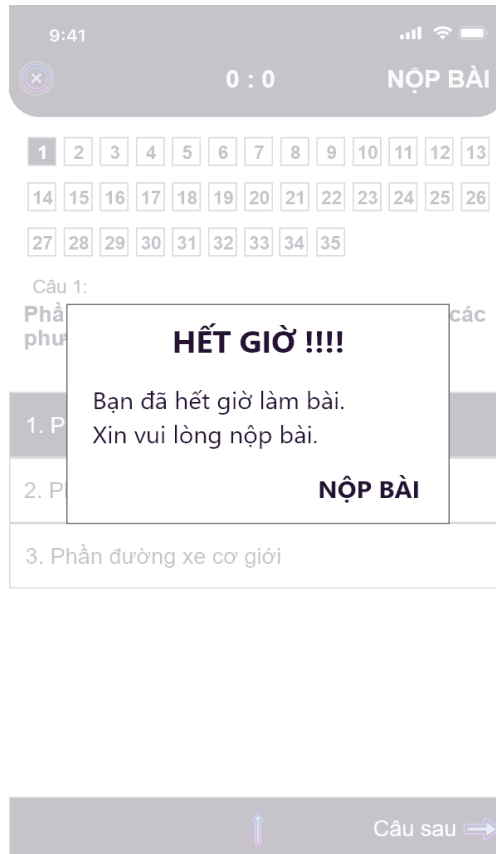 9:41
0 : 0 NỘP BÀI
1 2 3 4 5 6 7 8 9 10 11 12 13
14 15 16 17 18 19 20 21 22 23 24 25 26
27 28 29 30 31 32 33 34 35
Câu 1:
các
HẾT GIỜ !!!!
Bạn đã hết giờ làm bài.
Xin vui lòng nộp bài.
NỘP BÀI
1.
2.
3. Phần đường xe cơ giới
Câu sau